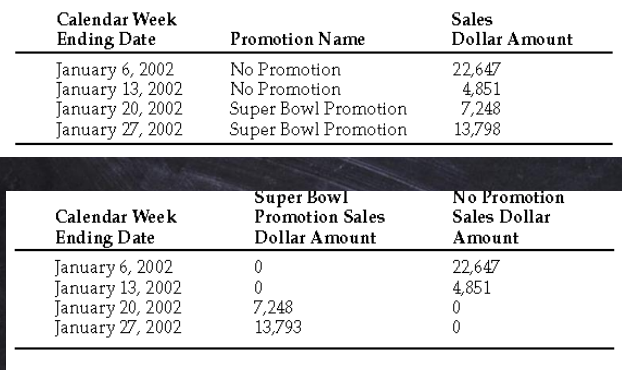 Calendar Week Sales
Ending Date Promotion Name Dollar Amount
January 6, 2002 No Promotion 22,647
January 13, 2002 No Promotion 4,851
January 20, 2002 Super Bowl Promotion 7,248
January 27, 2002 Super Bowl Promotion 13,798
Super Bowl No Promotion
Calendar Week Promotion Sales Sales Dollar
Ending Date Dollar Amount Amount
January 6, 2002 0 22,647
January 13, 2002 0 4,851
January 20, 2002 7,248 0
January 27, 2002 13,793 0